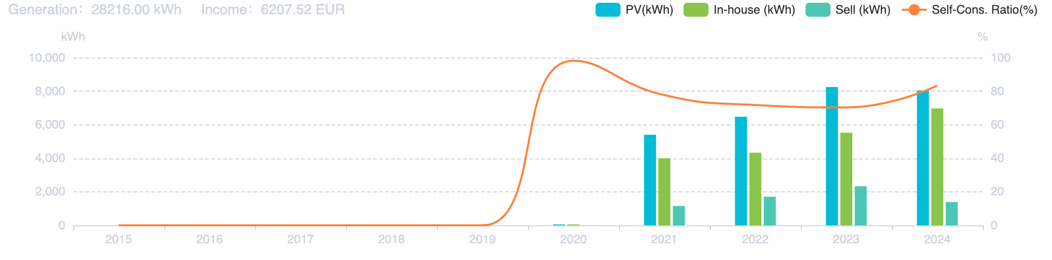 Generation: 28216.00 kWh Income: 6207.52 EUR PV(kWh) In-house (kWh) Sell (kWh) Self-Cons. Ratio(%)
kWh %
10,000 100
8,000 80
6,000 60
4,000 40
2,000 20
0 0
2015 2016 2017 2018 2019 2020 2021 2022 2023 2024